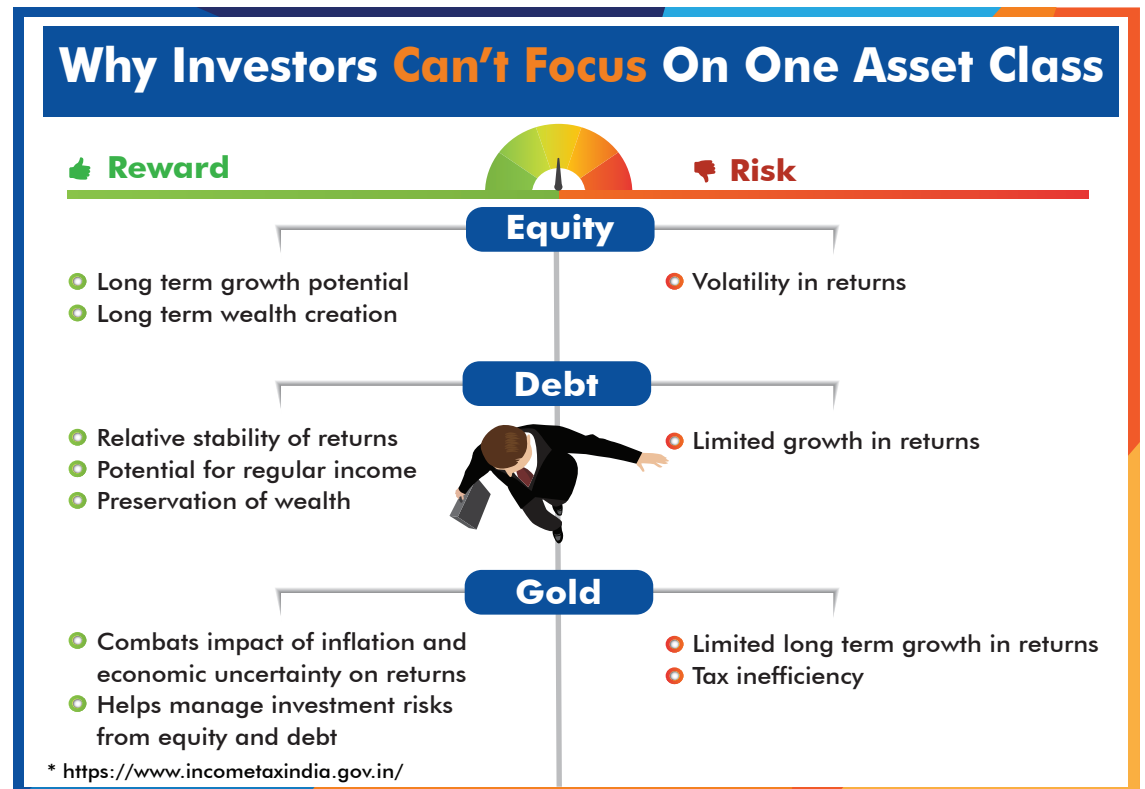 Why Investors Can't Focus On One Asset Class
Reward
Risk
Equity
Long term growth potential
Long term wealth creation
Volatility in returns
Debt
Relative stability of returns
Potential for regular income
Preservation of wealth
Limited growth in returns
Gold
Combats impact of inflation and
economic uncertainty on returns
Helps manage investment risks
from equity and debt
Limited long term growth in returns
Tax inefficiency
* https://www.incometaxindia.gov.in/